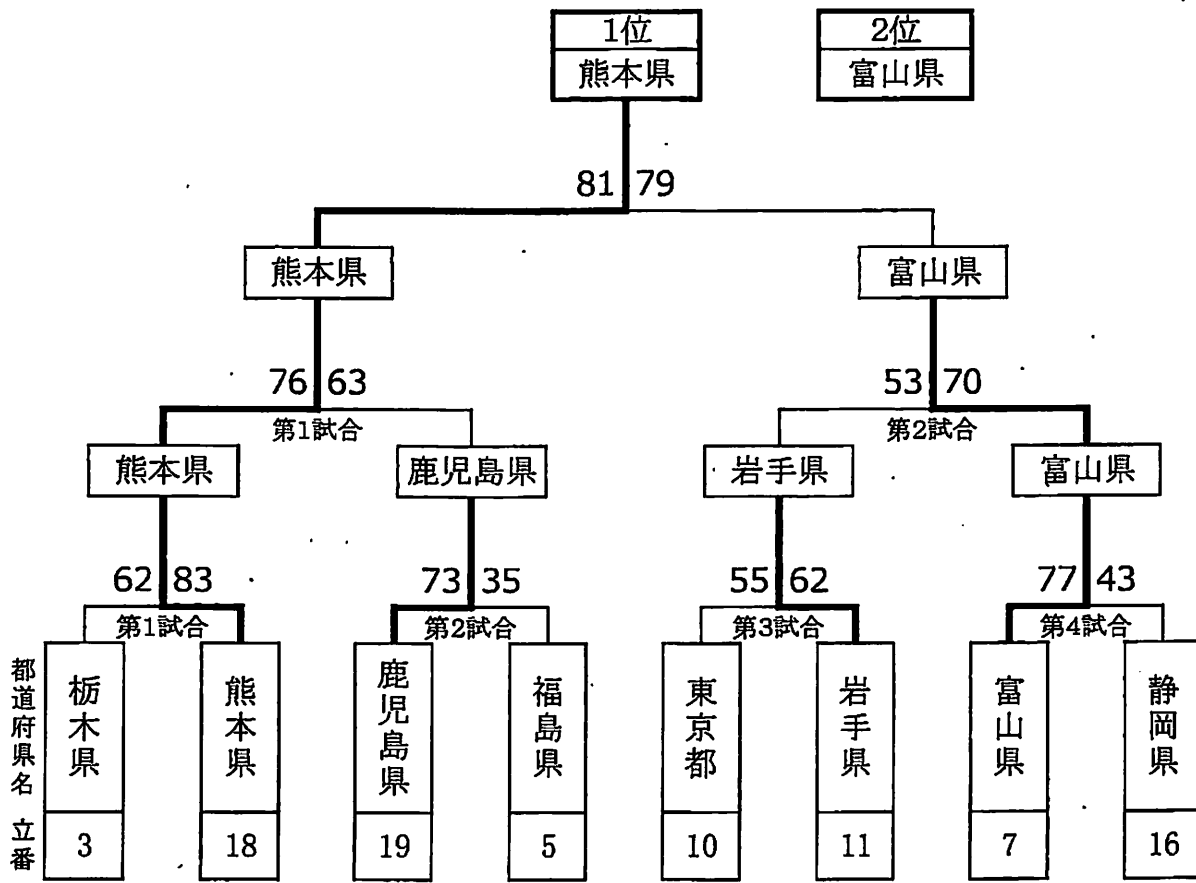 1位
熊本県
2位
富山県
81 79
熊本県
富山県
76 63
第1試合
53 70
第2試合
熊本県
鹿児島県
岩手県
富山県
62 83
第1試合
73 35
第2試合
55 62
第3試合
77 43
第4試合
都道府県名
栃木県
熊本県
鹿児島県
福島県
東京都
岩手県
富山県
静岡県
立番
3
18
19
5
10
11
7
16